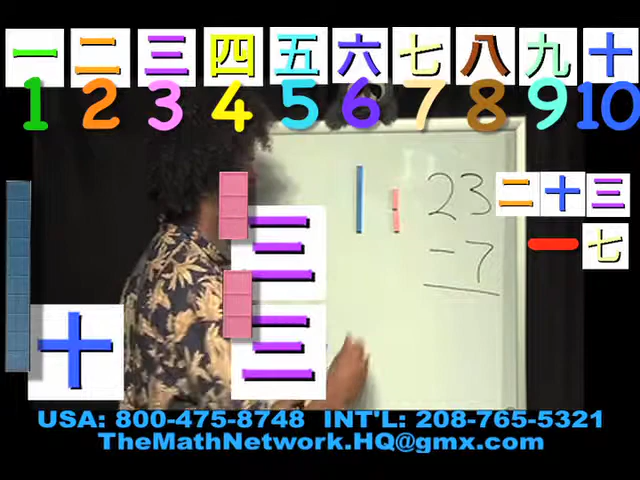 一 二 三 四 五 六 七 八 九 十
1 2 3 4 5 6 7 8 9 10
23 二十三
-7 一七
三
十 三
USA: 800-475-8748 INT'L: 208-765-5321
TheMathNetwork.HQ@gmx.com